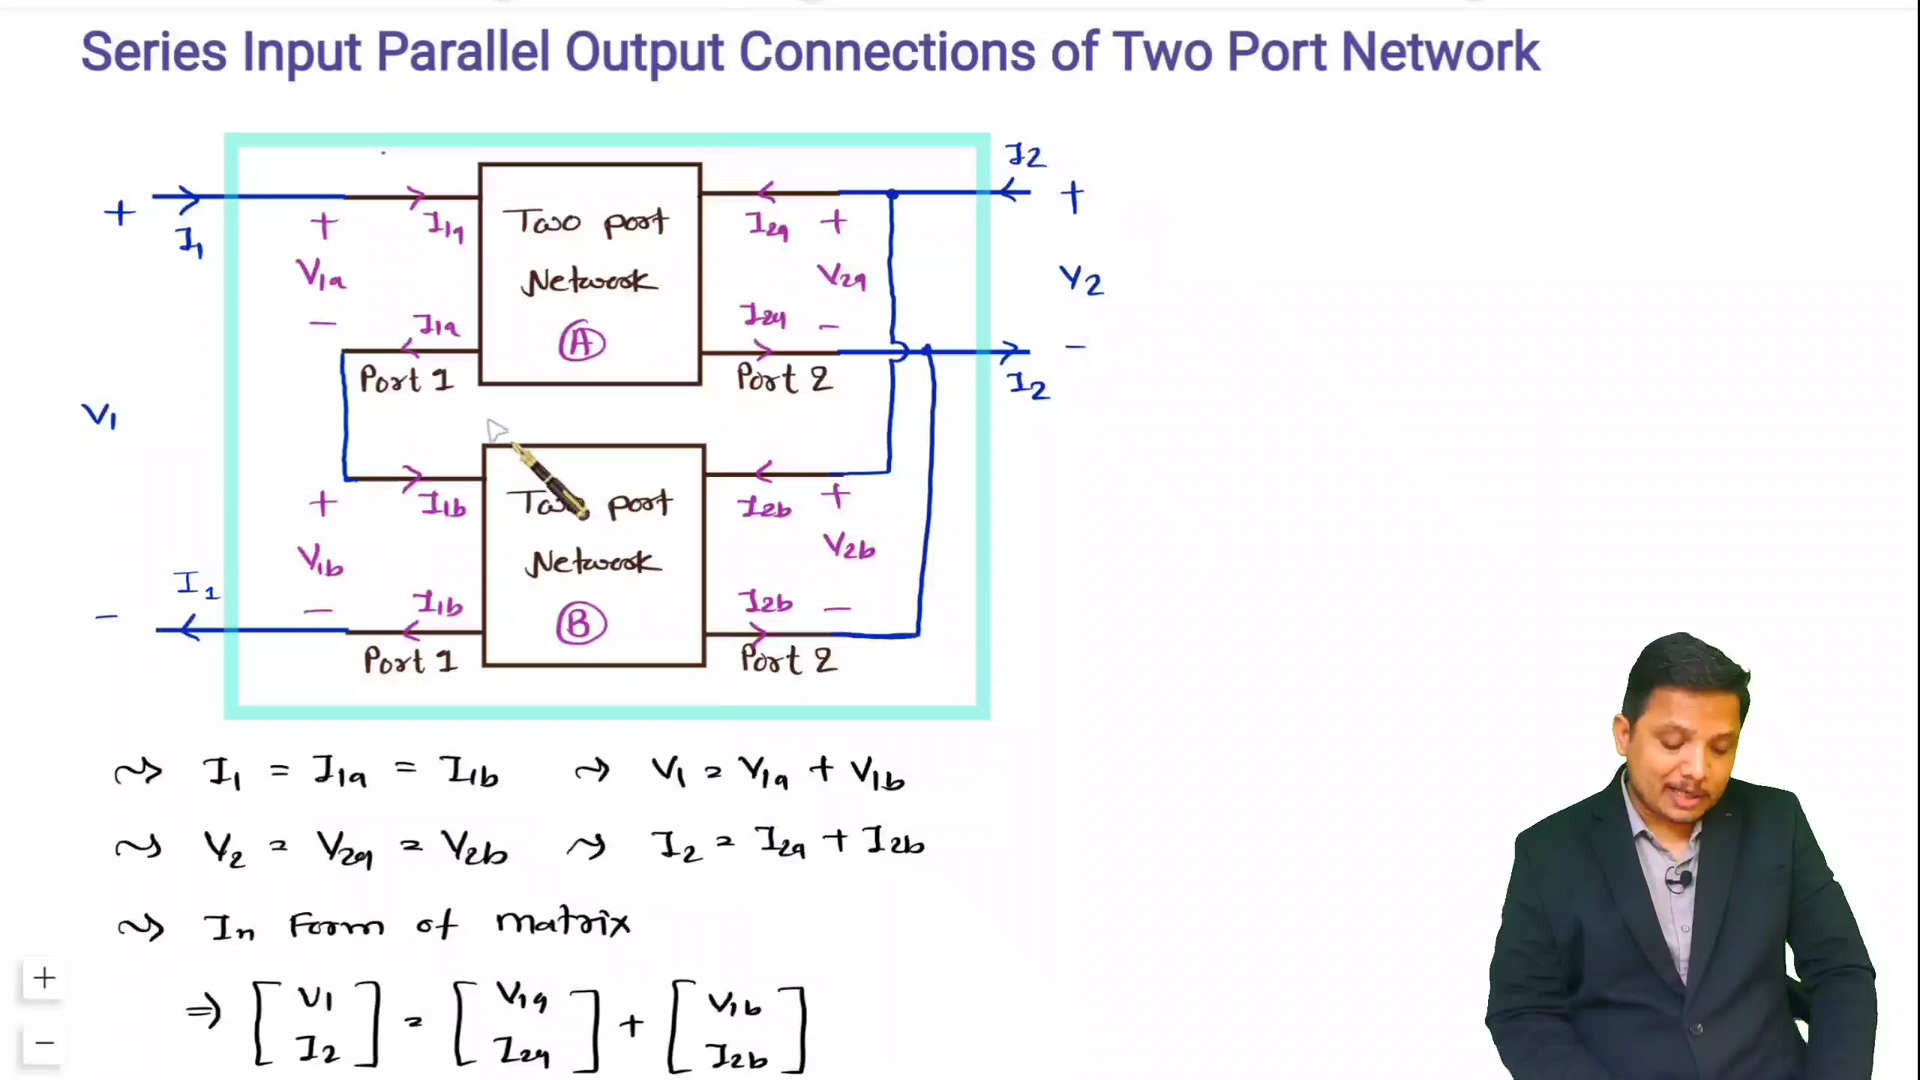 Series Input Parallel Output Connections of Two Port Network
I2
+ I1 + I1a Two port I2a + +
V1a Network V2a V2
- I1a A I2a - -
Port 1 Port 2 I2
V1
+ I1b Two port I2b +
V1b Network V2b
I1
- - I1b B I2b -
Port 1 Port 2
~> I1 = I1a = I1b ~> V1 = V1a + V1b
~> V2 = V2a = V2b ~> I2 = I2a + I2b
~> In Form of matrix
⇒ [ V1 ] = [ V1a ] + [ V1b ]
[ I2 ] [ I2a ] [ I2b ]
+
-